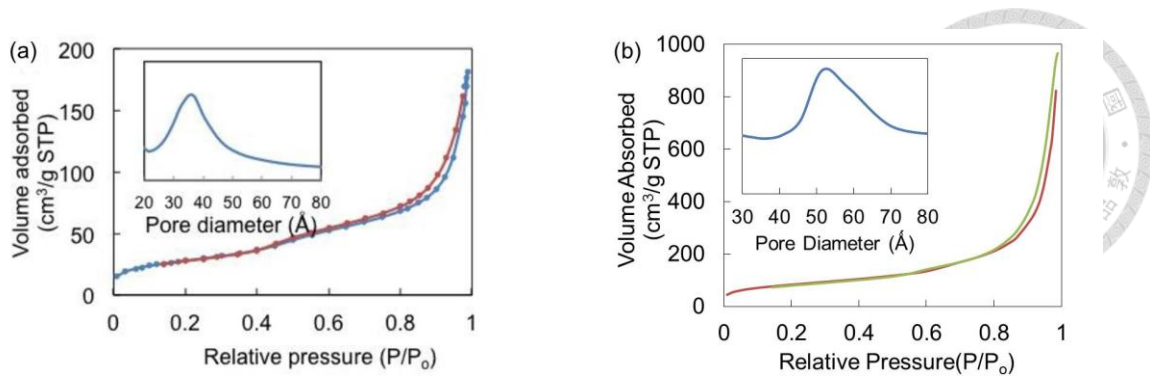 (a)
200
150
100
50
0
Volume adsorbed
(cm³/g STP)
20 30 40 50 60 70 80
Pore diameter (Å)
0 0.2 0.4 0.6 0.8 1
Relative pressure (P/Pₒ)
(b)
1000
800
600
400
200
0
Volume Absorbed
(cm³/g STP)
30 40 50 60 70 80
Pore Diameter (Ǻ)
0 0.2 0.4 0.6 0.8 1
Relative Pressure(P/Pₒ)
國
教